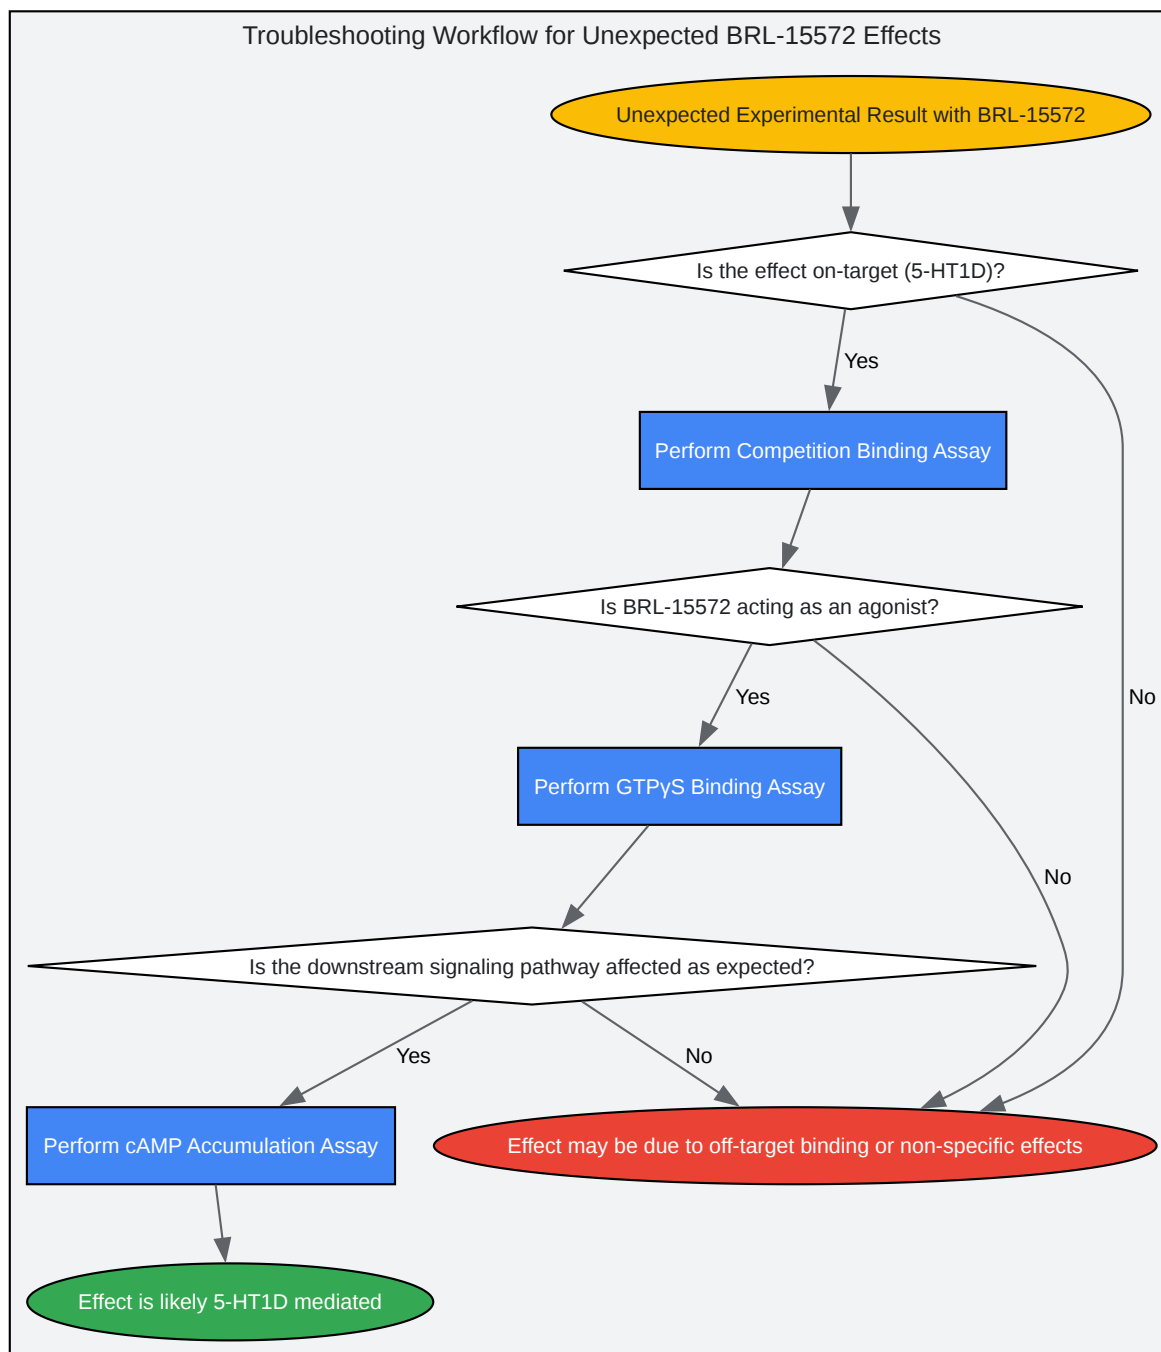 Troubleshooting Workflow for Unexpected BRL-15572 Effects
Unexpected Experimental Result with BRL-15572
Is the effect on-target (5-HT1D)?
Yes
Perform Competition Binding Assay
Is BRL-15572 acting as an agonist?
Yes
No
Perform GTPγS Binding Assay
No
Is the downstream signaling pathway affected as expected?
Yes
No
Perform cAMP Accumulation Assay
Effect may be due to off-target binding or non-specific effects
Effect is likely 5-HT1D mediated